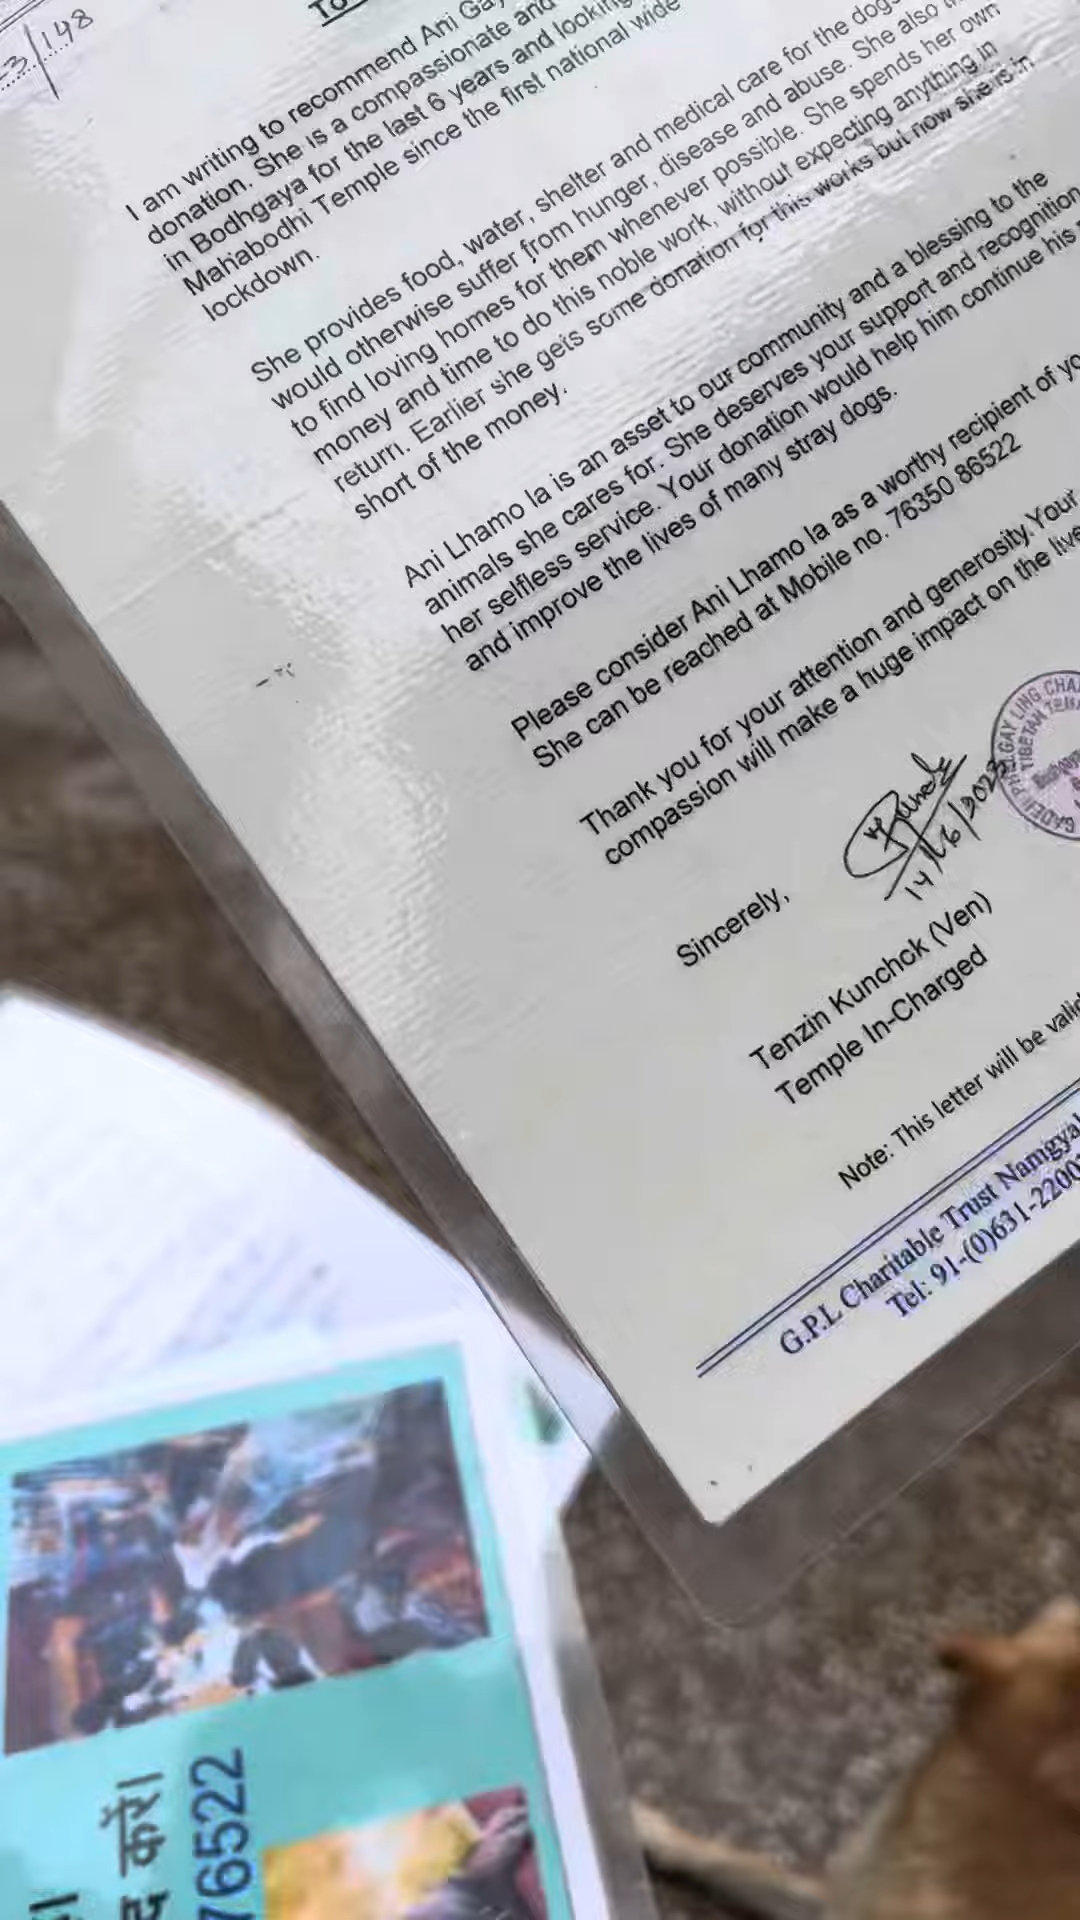 -3/148
To
I am writing to recommend Ani Gay
donation. She is a compassionate and
in Bodhgaya for the last 6 years and looking
Mahabodhi Temple since the first national wide
lockdown.
She provides food, water, shelter and medical care for the dogs
would otherwise suffer from hunger, disease and abuse. She also
to find loving homes for them whenever possible. She spends her own
money and time to do this noble work, without expecting anything in
return. Earlier she gets some donation for this works but now she is in
short of the money.
Ani Lhamo la is an asset to our community and a blessing to the
animals she cares for. She deserves your support and recognition
her selfless service. Your donation would help him continue his
and improve the lives of many stray dogs.
Please consider Ani Lhamo la as a worthy recipient of yo
She can be reached at Mobile no. 76350 86522
Thank you for your attention and generosity. Your
compassion will make a huge impact on the live
GADEN PHELGAY LING CHA
TIBETAN
14/6/2023
Sincerely,
Tenzin Kunchck (Ven)
Temple In-Charged
Note: This letter will be valid
G.P.L Charitable Trust Namgyal
Tel: 91-(0)631-2200
करें।
76522